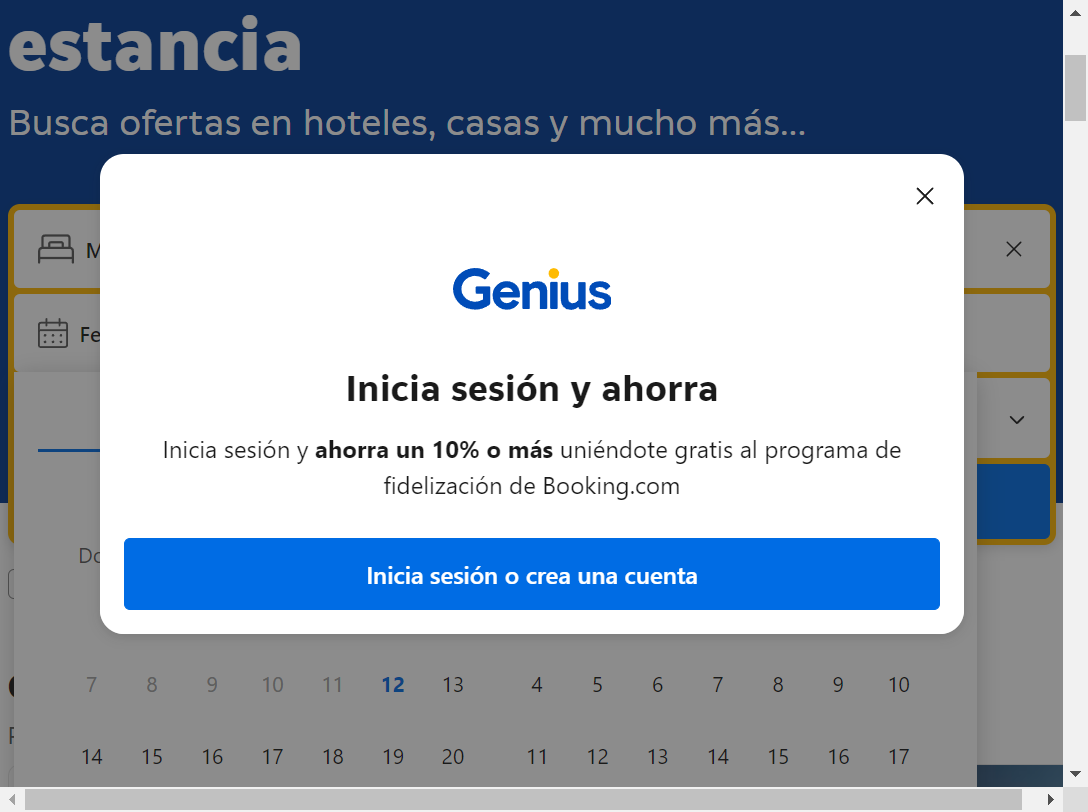 estancia
Busca ofertas en hoteles, casas y mucho más...
Genius
Inicia sesión y ahorra
Inicia sesión y ahorra un 10% o más uniéndote gratis al programa de
fidelización de Booking.com
Inicia sesión o crea una cuenta
7 8 9 10 11 12 13 4 5 6 7 8 9 10
14 15 16 17 18 19 20 11 12 13 14 15 16 17